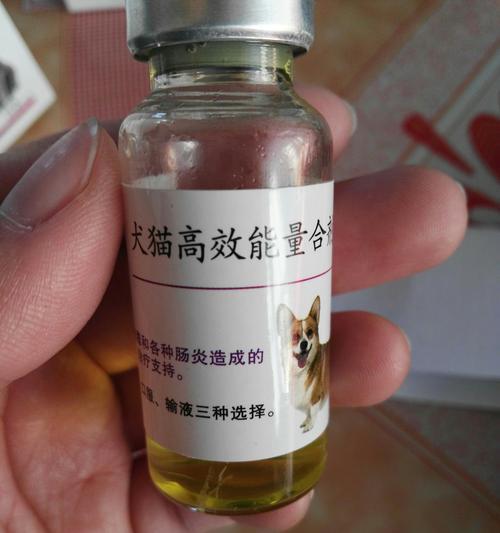 犬猫高效能量合剂
和各种肠炎造成的
疗支持。
口服、输液三种选择。